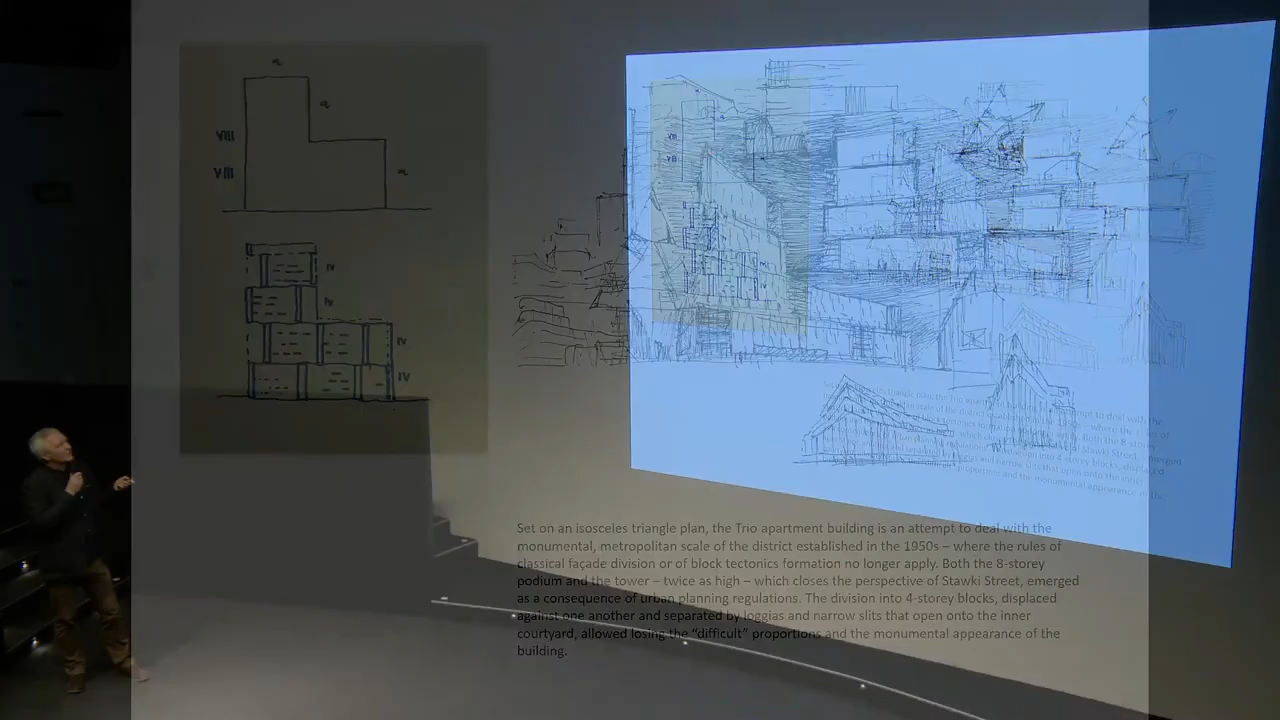 a
a
VIII
VIII
a
IV
IV
IV
IV
Set on an isosceles triangle plan, the Trio apartment building is an attempt to deal with the
monumental, metropolitan scale of the district established in the 1950s – where the rules of
classical façade division or of block tectonics formation no longer apply. Both the 8-storey
podium and the tower – twice as high – which closes the perspective of Stawki Street, emerged
as a consequence of urban planning regulations. The division into 4-storey blocks, displaced
against one another and separated by loggias and narrow slits that open onto the inner
courtyard, allowed losing the “difficult” proportions and the monumental appearance of the
building.